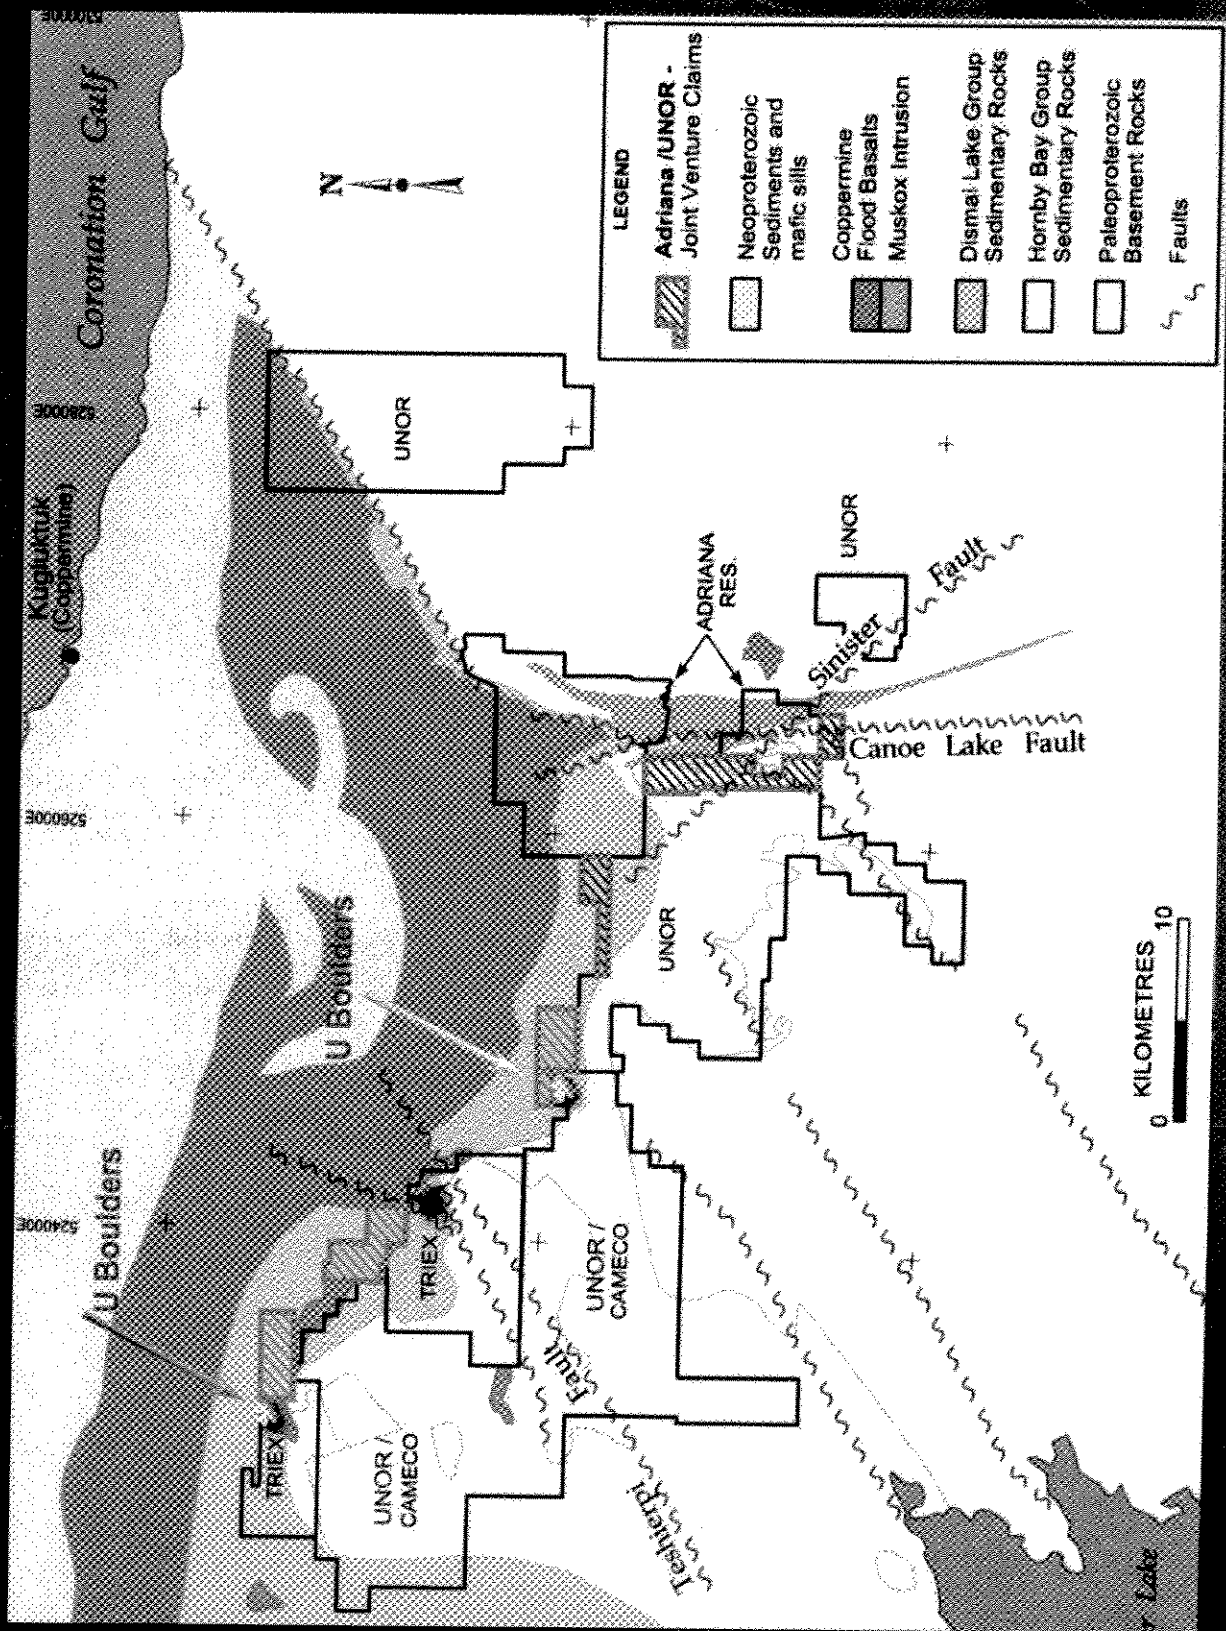 Coronation Gulf
Kugluktuk
(Coppermine)
510000E
528000E
526000E
524000E
N
U Boulders
U Boulders
UNOR
UNOR
UNOR
ADRIANA
RES.
Sinister Fault
Canoe Lake Fault
TRIEX
TRIEX
UNOR /
CAMECO
UNOR /
CAMECO
Teshierpi Fault
Lake
KILOMETRES
0 10
LEGEND
Adriana /UNOR -
Joint Venture Claims
Neoproterozoic
Sediments and
mafic sills
Coppermine
Flood Basalts
Muskox Intrusion
Dismal Lake Group
Sedimentary Rocks
Hornby Bay Group
Sedimentary Rocks
Paleoproterozoic
Basement Rocks
Faults